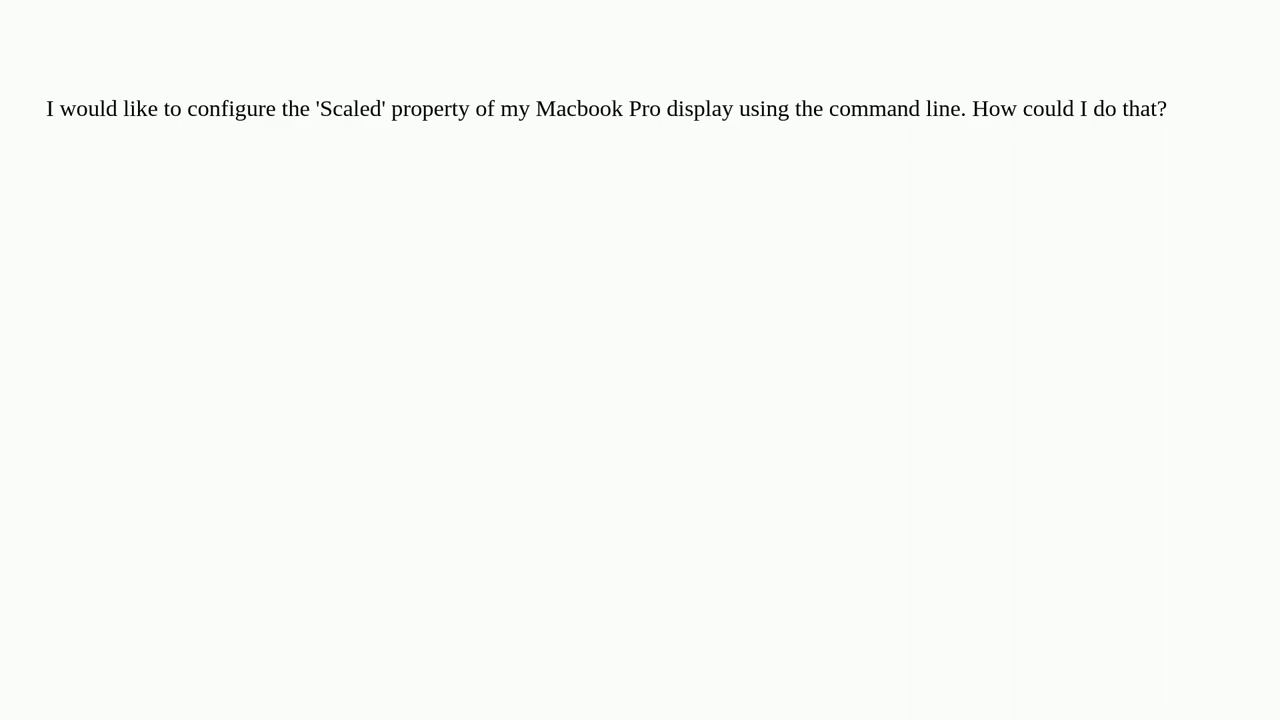 I would like to configure the 'Scaled' property of my Macbook Pro display using the command line. How could I do that?